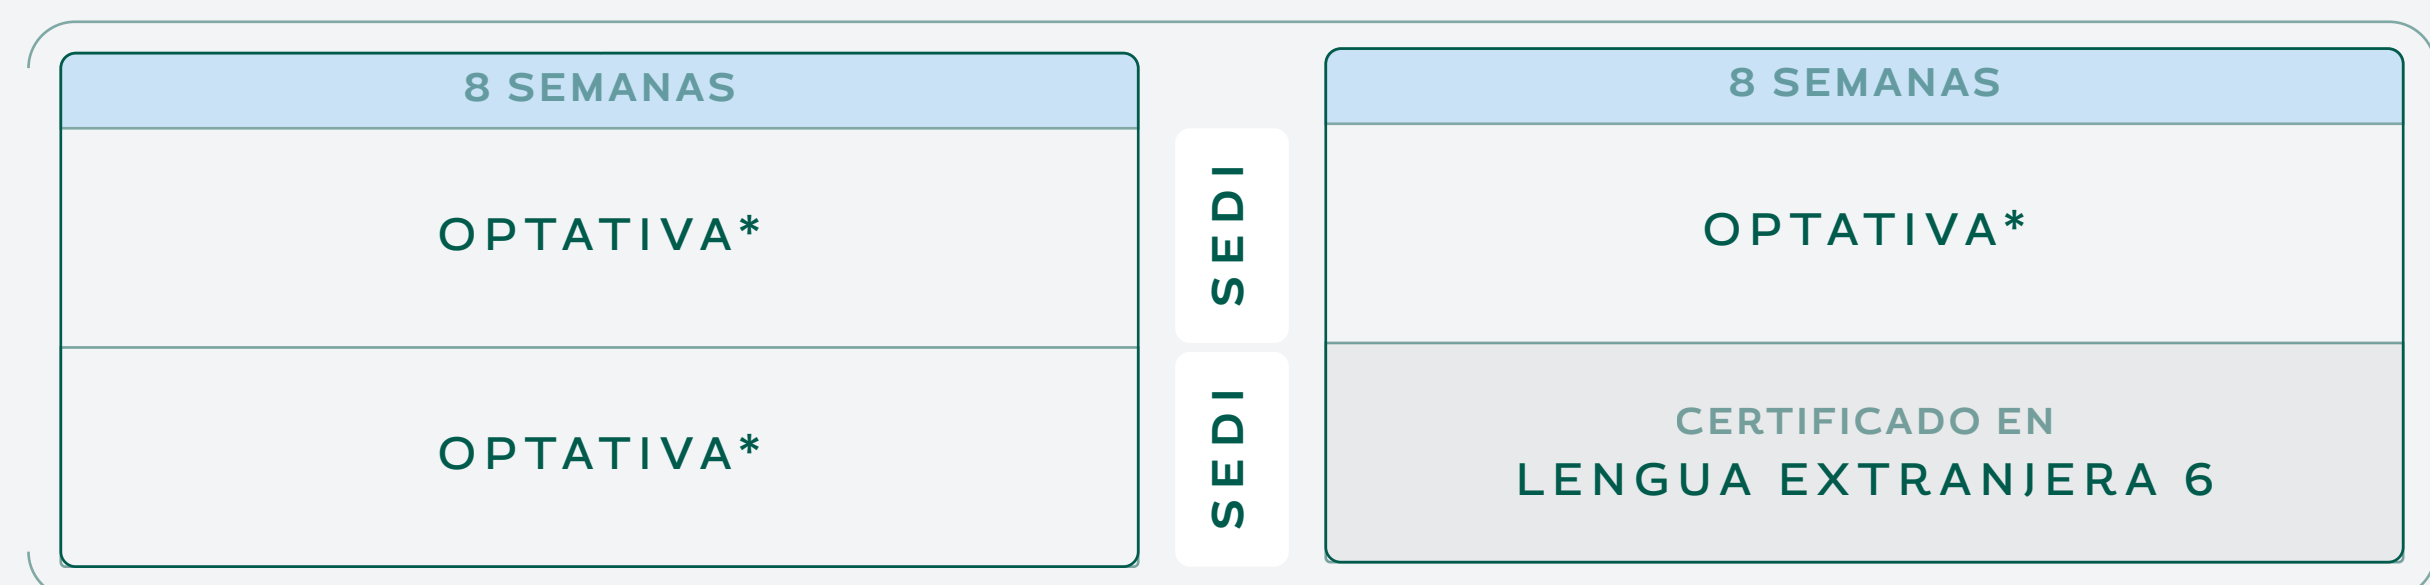 8 SEMANAS
OPTATIVA*
OPTATIVA*
SEDI
SEDI
8 SEMANAS
OPTATIVA*
CERTIFICADO EN
LENGUA EXTRANJERA 6